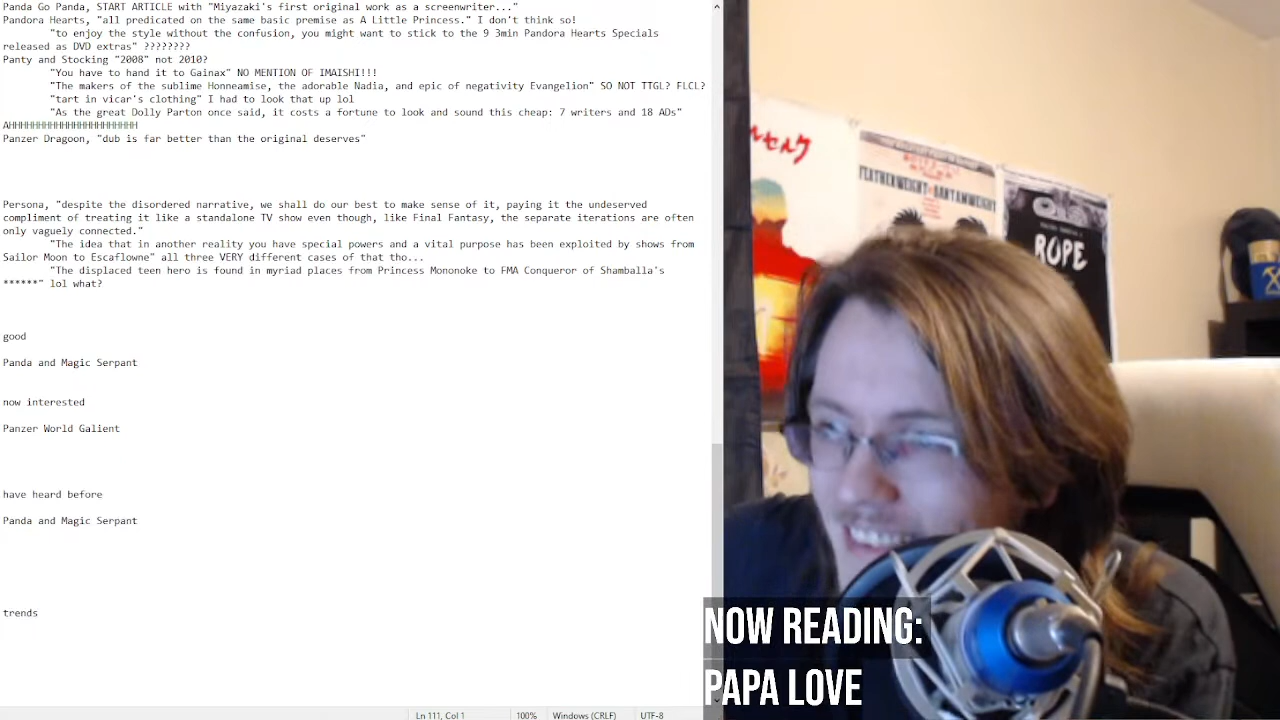 Panda Go Panda, START ARTICLE with "Miyazaki's first original work as a screenwriter..."
Pandora Hearts, "all predicated on the same basic premise as A Little Princess." I don't think so!
"to enjoy the style without the confusion, you might want to stick to the 9 3min Pandora Hearts Specials
released as DVD extras" ????????
Panty and Stocking "2008" not 2010?
"You have to hand it to Gainax" NO MENTION OF IMAISHI!!!
"The makers of the sublime Honneamise, the adorable Nadia, and epic of negativity Evangelion" SO NOT TTGL? FLCL?
"tart in vicar's clothing" I had to look that up lol
"As the great Dolly Parton once said, it costs a fortune to look and sound this cheap: 7 writers and 18 ADs"
AHHHHHHHHHHHHHHHHHHHHHH
Panzer Dragoon, "dub is far better than the original deserves"
Persona, "despite the disordered narrative, we shall do our best to make sense of it, paying it the undeserved
compliment of treating it like a standalone TV show even though, like Final Fantasy, the separate iterations are often
only vaguely connected."
"The idea that in another reality you have special powers and a vital purpose has been exploited by shows from
Sailor Moon to Escaflowne" all three VERY different cases of that tho...
"The displaced teen hero is found in myriad places from Princess Mononoke to FMA Conqueror of Shamballa's
******" lol what?
good
Panda and Magic Serpant
now interested
Panzer World Galient
have heard before
Panda and Magic Serpant
trends
Ln 111, Col 1 100% Windows (CRLF) UTF-8
ルセルク
FEATHERWEIGHT
BANTAMWEIGHT
ROPE
NOW READING:
PAPA LOVE